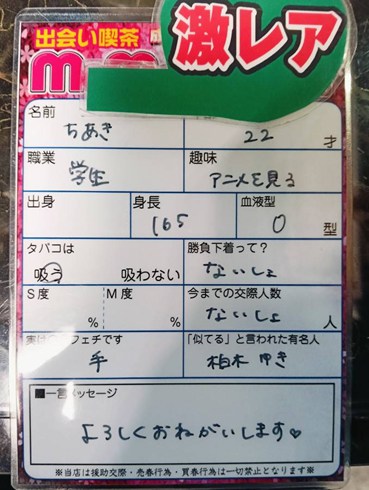 激レア
出会い喫茶
名前
ちあき
22 才
職業
学生
趣味
アニメを見る
出身
身長
165
血液型
O 型
タバコは
吸う 吸わない
勝負下着って?
ないしょ
S度 %
M度 %
今までの交際人数
ないしょ 人
フェチです
手
「似てる」と言われた有名人
柏木 ゆき
■一言メッセージ
よろしくおねがいします♡
※当店は援助交際・売春行為・買春行為は一切禁止となります※